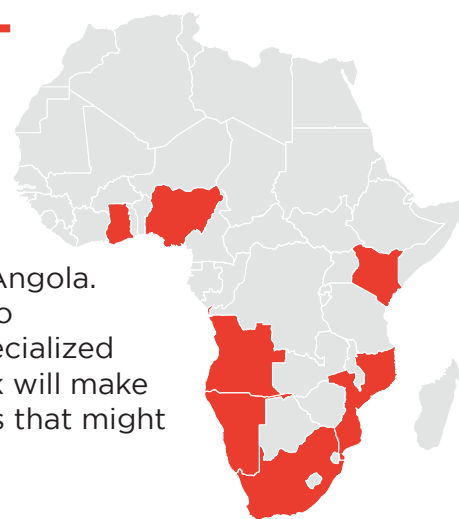 Angola.
o
ecialized
k will make
s that might